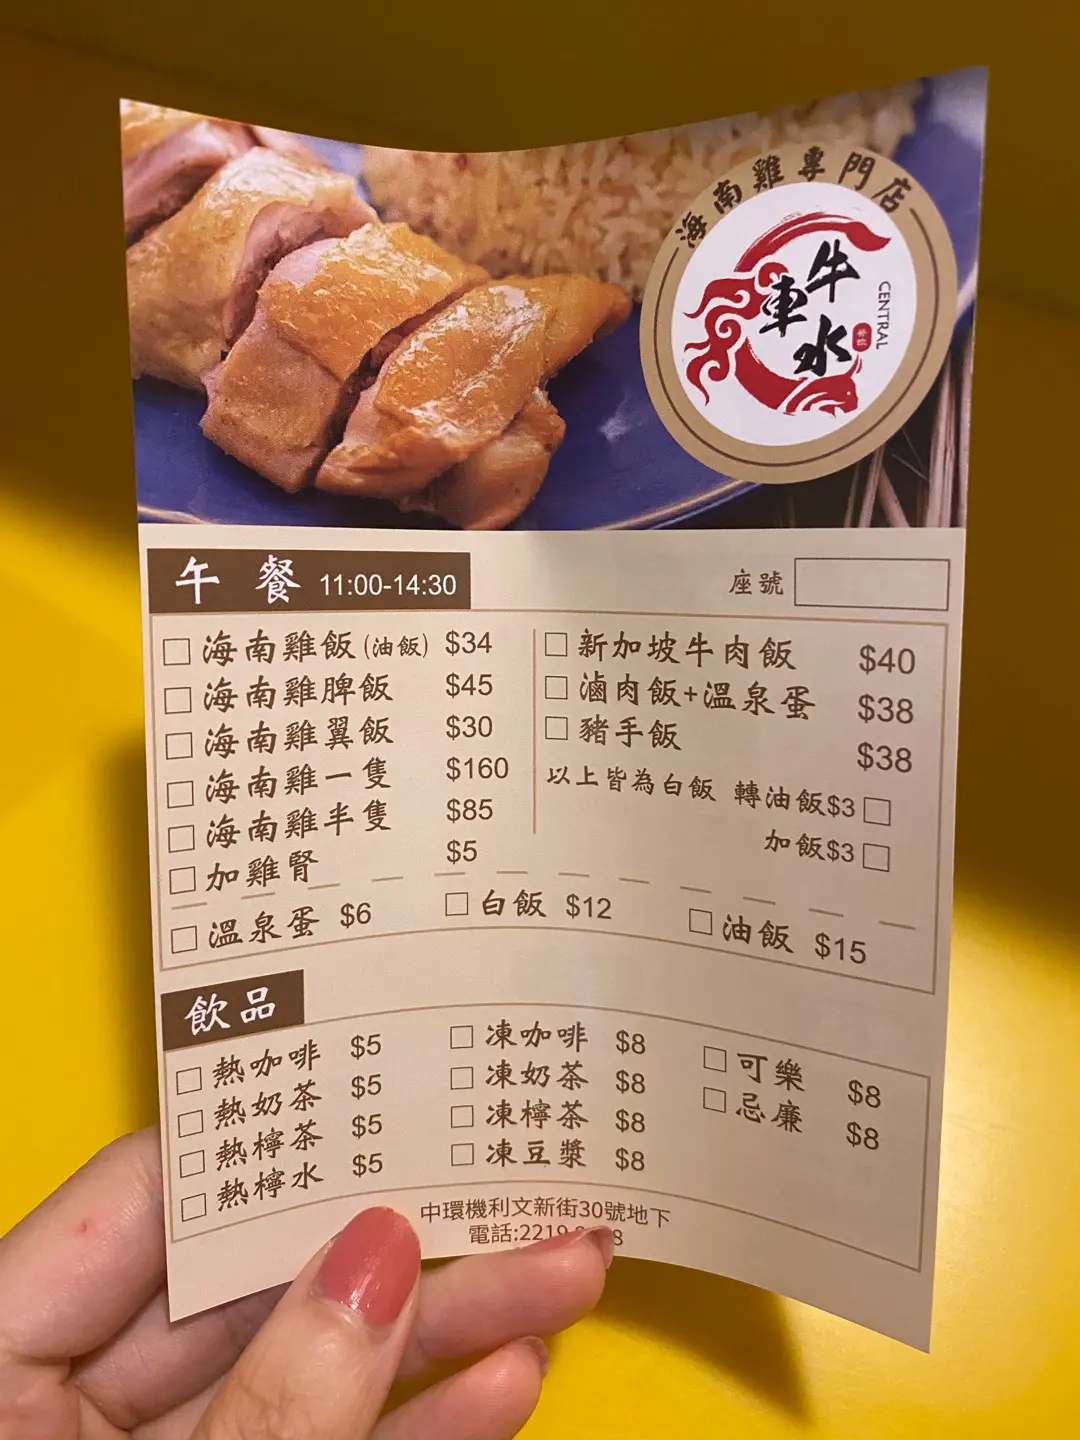 海南雞專門店
牛車水
CENTRAL
午餐 11:00-14:30
座號
海南雞飯(油飯) $34
海南雞脾飯 $45
海南雞翼飯 $30
海南雞一隻 $160
海南雞半隻 $85
加雞腎 $5
新加坡牛肉飯 $40
滷肉飯+溫泉蛋 $38
豬手飯 $38
以上皆為白飯 轉油飯$3
加飯$3
溫泉蛋 $6
白飯 $12
油飯 $15
飲品
熱咖啡 $5
熱奶茶 $5
熱檸茶 $5
熱檸水 $5
凍咖啡 $8
凍奶茶 $8
凍檸茶 $8
凍豆漿 $8
可樂 $8
忌廉 $8
中環機利文新街30號地下
電話:2219 8